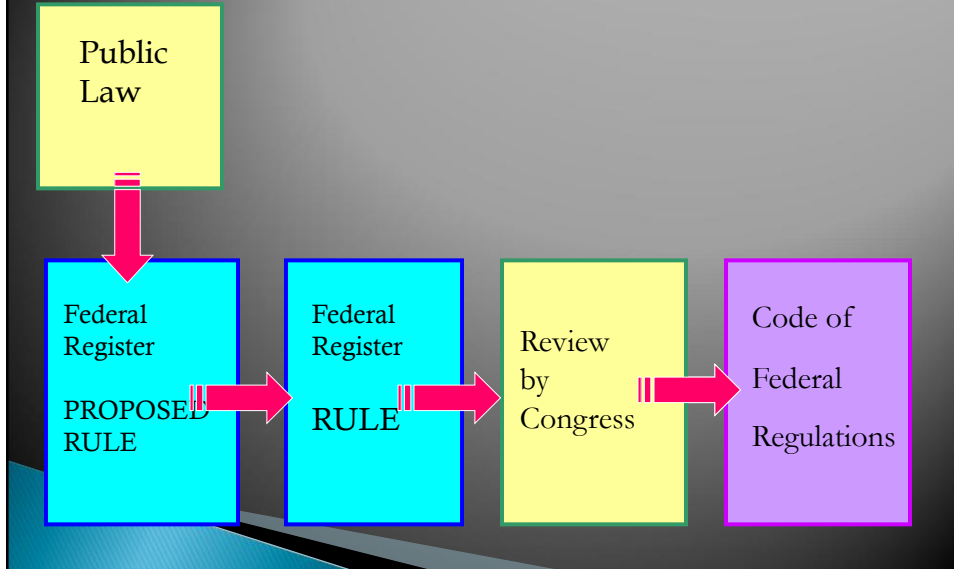 Public
Law
Federal
Register
PROPOSED
RULE
Federal
Register
RULE
Review
by
Congress
Code of
Federal
Regulations